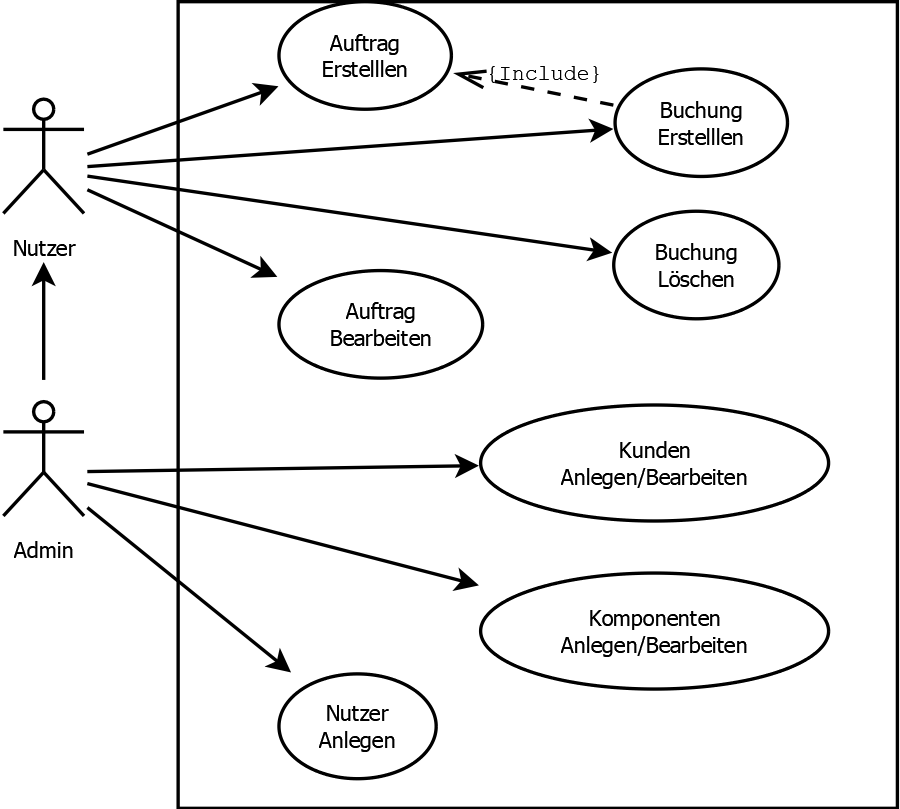 Auftrag
Erstelllen
{Include}
Buchung
Erstelllen
Nutzer
Buchung
Löschen
Auftrag
Bearbeiten
Kunden
Anlegen/Bearbeiten
Admin
Komponenten
Anlegen/Bearbeiten
Nutzer
Anlegen